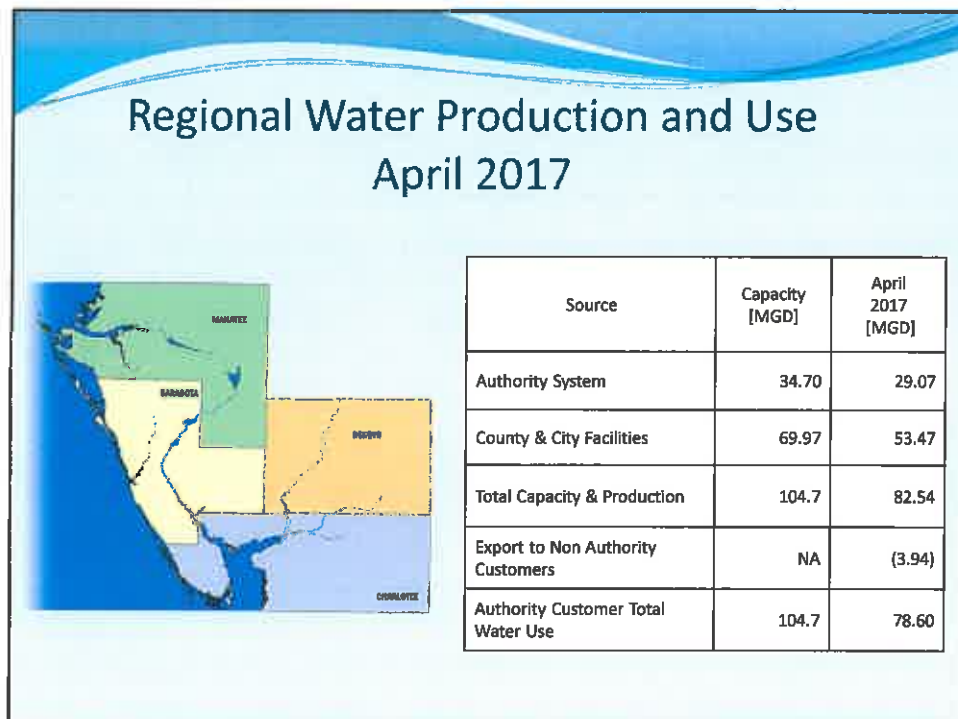 Regional Water Production and Use
April 2017
MANATEE
SARASOTA
DESOTO
CHARLOTTE
Source
Capacity
[MGD]
April
2017
[MGD]
Authority System
34.70
29.07
County & City Facilities
69.97
53.47
Total Capacity & Production
104.7
82.54
Export to Non Authority
Customers
NA
(3.94)
Authority Customer Total
Water Use
104.7
78.60